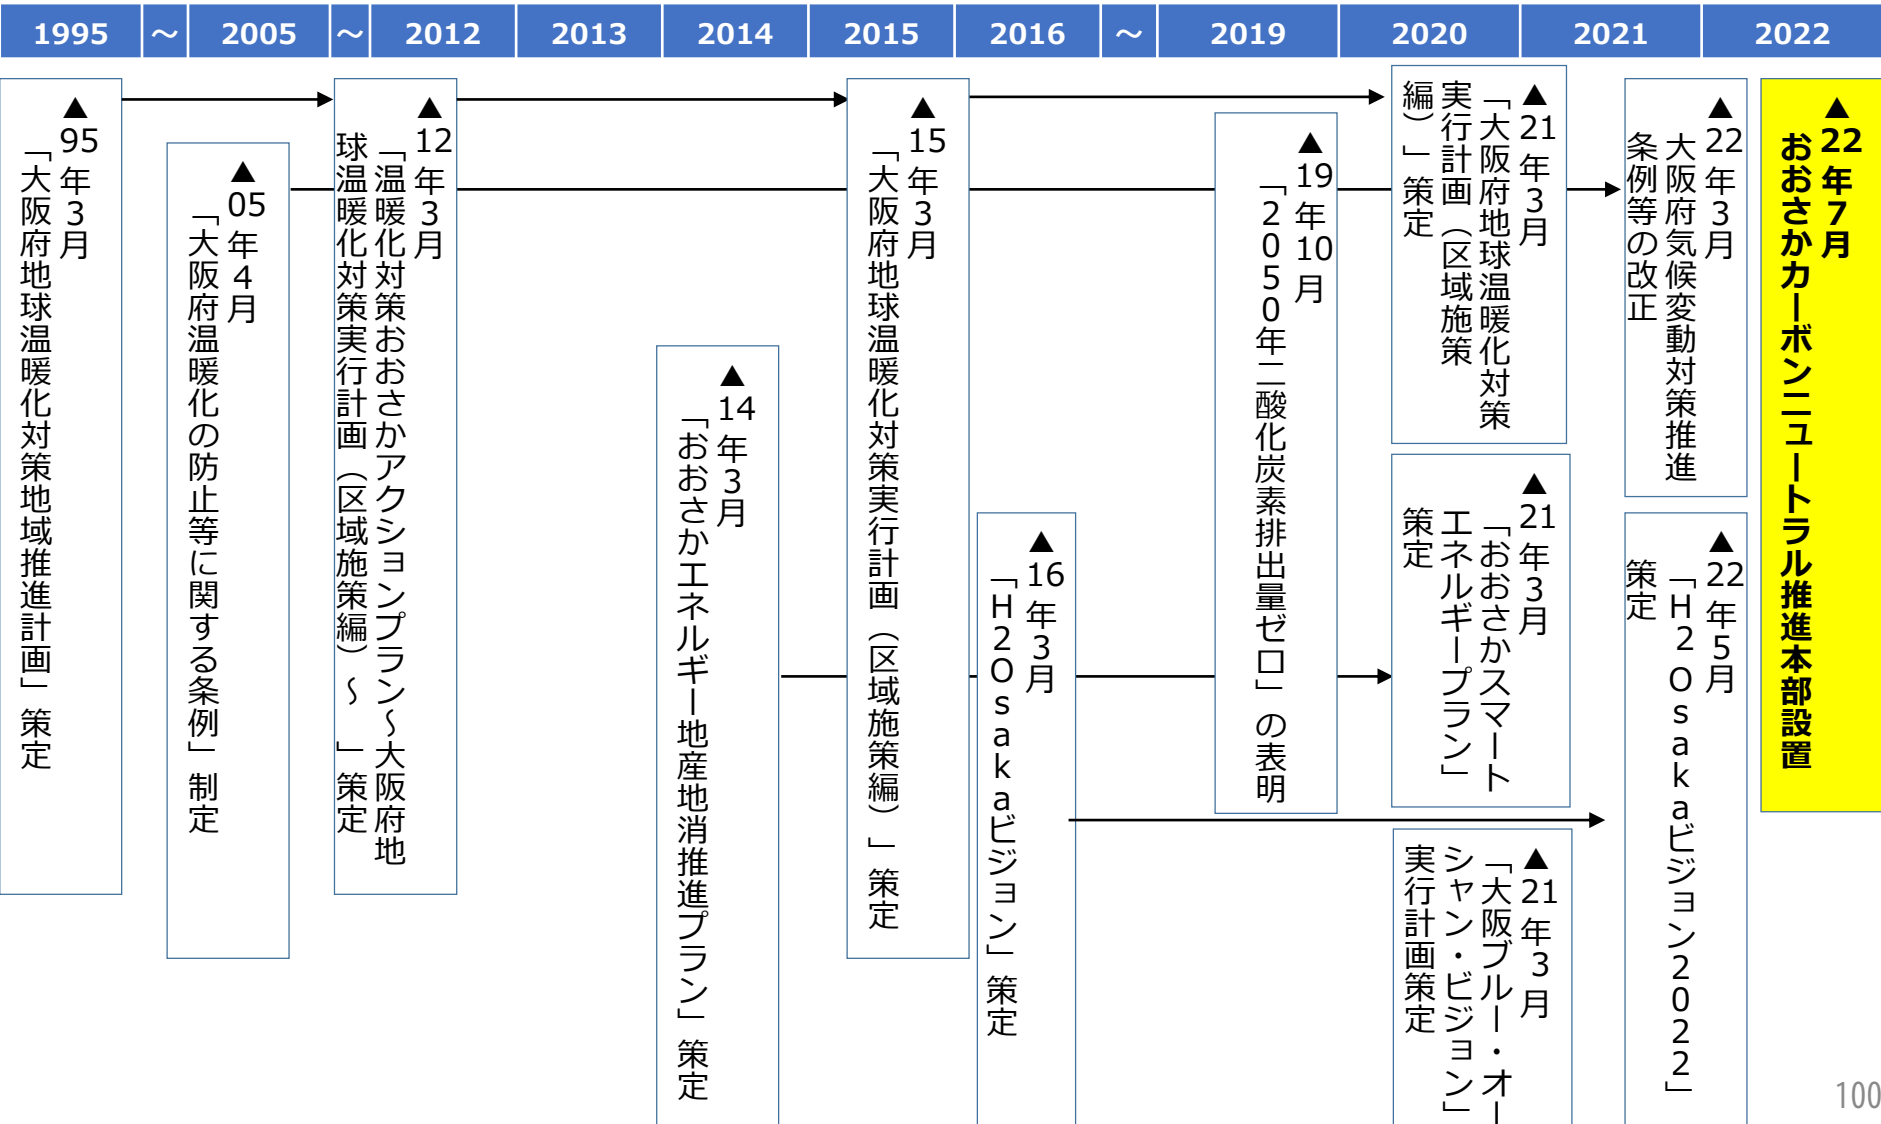 1995 ～ 2005 ～ 2012 2013 2014 2015 2016 ～ 2019 2020 2021 2022
▲95年３月
「大阪府地球温暖化対策地域推進計画」策定
▲05年４月
「大阪府温暖化の防止等に関する条例」制定
▲12年３月
「温暖化対策おおさかアクションプラン～大阪府地
球温暖化対策実行計画（区域施策編）～」策定
▲14年３月
「おおさかエネルギー地産地消推進プラン」策定
▲15年３月
「大阪府地球温暖化対策実行計画（区域施策編）」策定
▲16年３月
「Ｈ２Ｏｓａｋａビジョン」策定
▲19年10月
「２０５０年二酸化炭素排出量ゼロ」の表明
▲21年３月
「大阪府地球温暖化対策
実行計画（区域施策
編）」策定
▲21年３月
「おおさかスマート
エネルギープラン」
策定
▲21年３月
「大阪ブルー・オー
シャン・ビジョン」
実行計画策定
▲22年３月
大阪府気候変動対策推進
条例等の改正
▲22年５月
「Ｈ２Ｏｓａｋａビジョン２０２２」
策定
▲22年７月
おおさかカーボンニュートラル推進本部設置
100